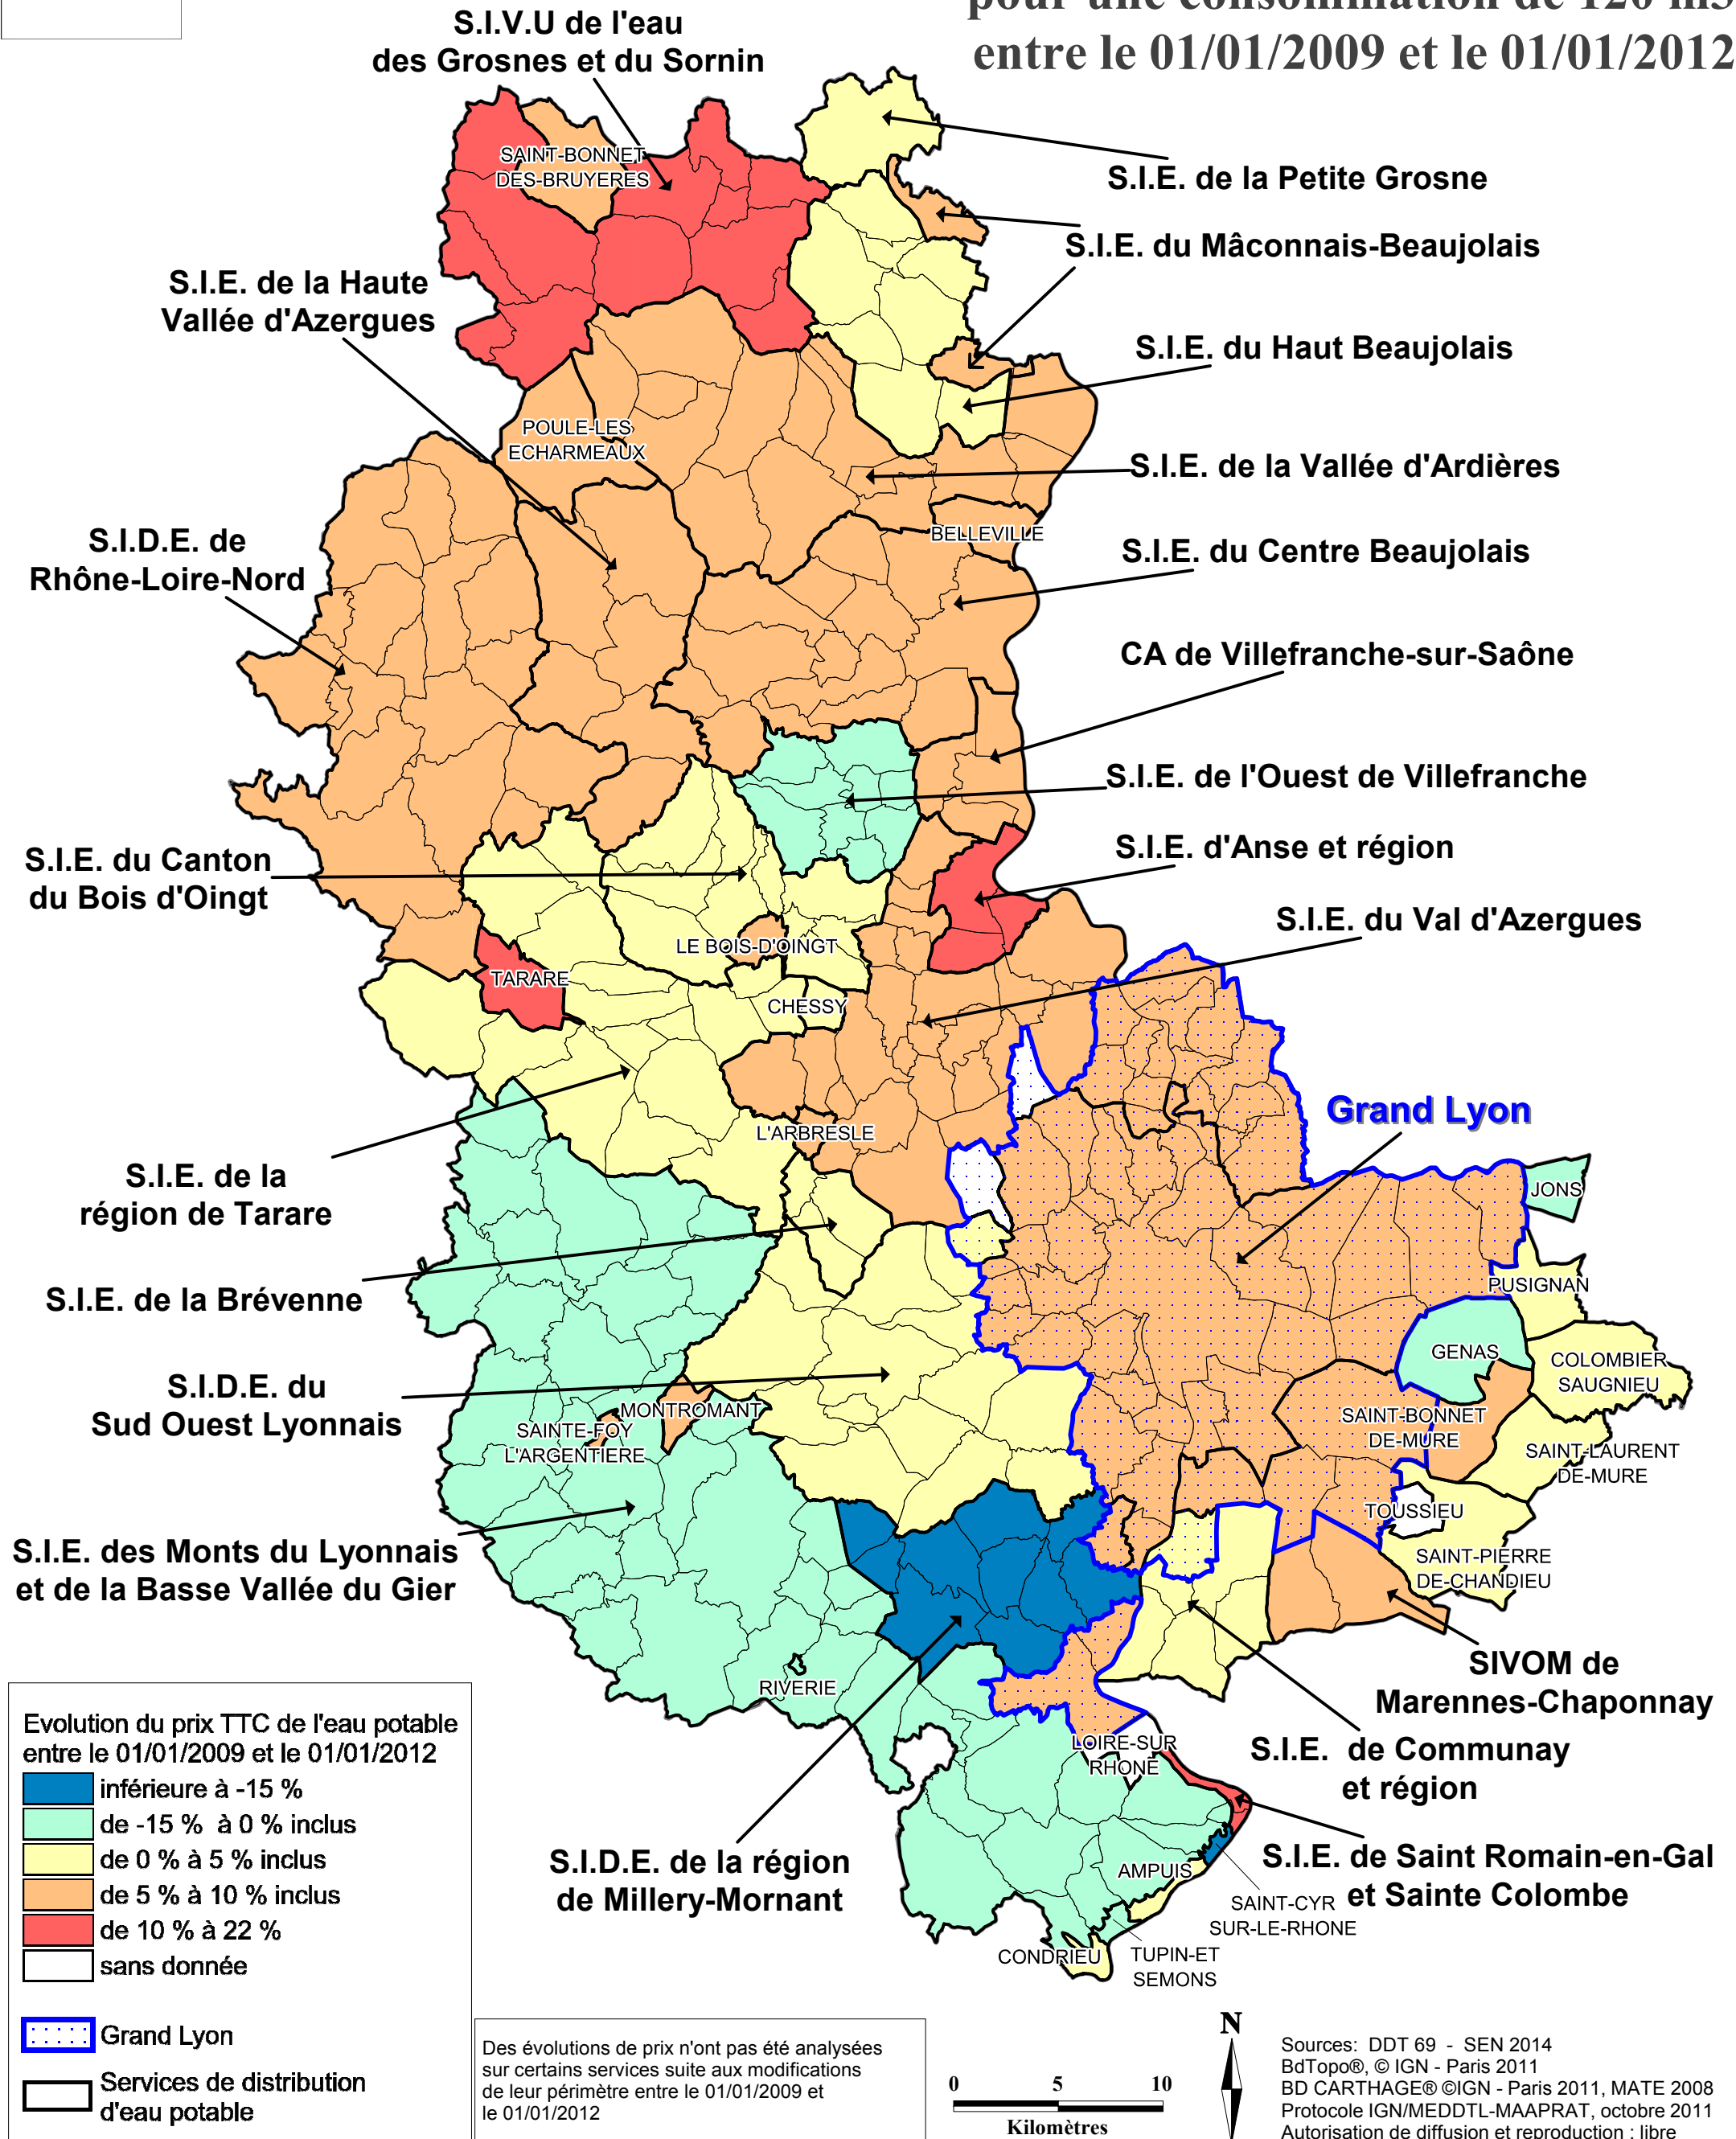 pour une consommation de 120 m3
entre le 01/01/2009 et le 01/01/2012
S.I.V.U de l'eau
des Grosnes et du Sornin
SAINT-BONNET
DES-BRUYERES
S.I.E. de la Petite Grosne
S.I.E. du Mâconnais-Beaujolais
S.I.E. de la Haute
Vallée d'Azergues
S.I.E. du Haut Beaujolais
POULE-LES
ECHARMEAUX
S.I.E. de la Vallée d'Ardières
BELLEVILLE
S.I.D.E. de
Rhône-Loire-Nord
S.I.E. du Centre Beaujolais
CA de Villefranche-sur-Saône
S.I.E. de l'Ouest de Villefranche
S.I.E. du Canton
du Bois d'Oingt
S.I.E. d'Anse et région
S.I.E. du Val d'Azergues
LE BOIS-D'OINGT
TARARE
CHESSY
Grand Lyon
L'ARBRESLE
S.I.E. de la
région de Tarare
JONS
S.I.E. de la Brévenne
PUSIGNAN
GENAS
COLOMBIER
SAUGNIEU
S.I.D.E. du
Sud Ouest Lyonnais
MONTROMANT
SAINTE-FOY
L'ARGENTIERE
SAINT-BONNET
DE-MURE
SAINT-LAURENT
DE-MURE
TOUSSIEU
S.I.E. des Monts du Lyonnais
et de la Basse Vallée du Gier
SAINT-PIERRE
DE-CHANDIEU
SIVOM de
Marennes-Chaponnay
RIVERIE
LOIRE-SUR
RHONE
S.I.E.  de Communay
et région
S.I.D.E. de la région
de Millery-Mornant
S.I.E. de Saint Romain-en-Gal
et Sainte Colombe
AMPUIS
SAINT-CYR
SUR-LE-RHONE
CONDRIEU
TUPIN-ET
SEMONS
Evolution du prix TTC de l'eau potable
entre le 01/01/2009 et le 01/01/2012
inférieure à -15 %
de -15 %  à 0 % inclus
de 0 % à 5 % inclus
de 5 % à 10 % inclus
de 10 % à 22 %
sans donnée
Grand Lyon
Services de distribution
d'eau potable
Des évolutions de prix n'ont pas été analysées
sur certains services suite aux modifications
de leur périmètre entre le 01/01/2009 et
le 01/01/2012
0 5 10
Kilomètres
N
Sources:  DDT 69  -  SEN 2014
BdTopo®, © IGN - Paris 2011
BD CARTHAGE® ©IGN - Paris 2011, MATE 2008
Protocole IGN/MEDDTL-MAAPRAT, octobre 2011
Autorisation de diffusion et reproduction : libre